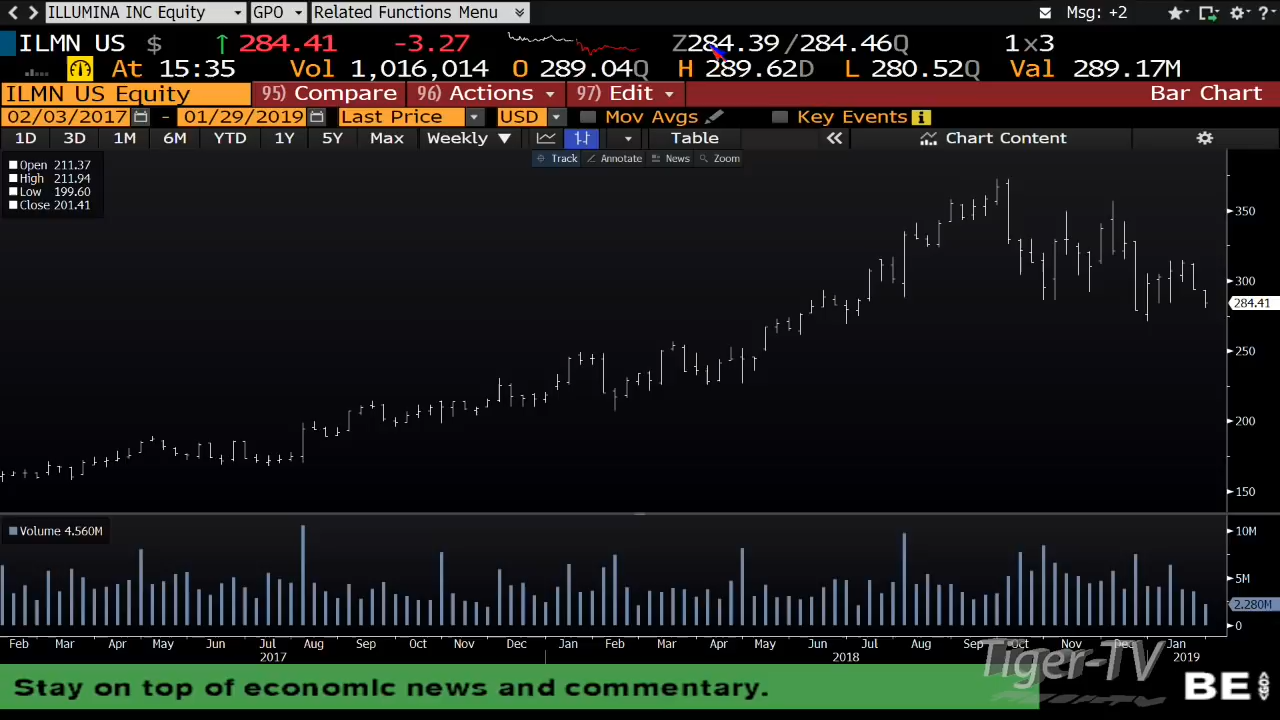 ILLUMINA INC Equity GPO Related Functions Menu Msg: +2
ILMN US $ ↑ 284.41 -3.27 Z284.39/284.46Q 1x3
At 15:35 Vol 1,016,014 O 289.04Q H 289.62D L 280.52Q Val 289.17M
ILMN US Equity 95) Compare 96) Actions 97) Edit Bar Chart
02/03/2017 - 01/29/2019 Last Price USD Mov Avgs Key Events
1D 3D 1M 6M YTD 1Y 5Y Max Weekly ▼ Table Chart Content
Track Annotate News Zoom
Open 211.37
High 211.94
Low 199.60
Close 201.41
350
300
284.41
250
200
150
Volume 4.560M
10M
5M
2.280M
0
Feb Mar Apr May Jun Jul Aug Sep Oct Nov Dec Jan Feb Mar Apr May Jun Jul Aug Sep Oct Nov Dec Jan
2017 2018 2019
Tiger-TV
Stay on top of economic news and commentary.
BE